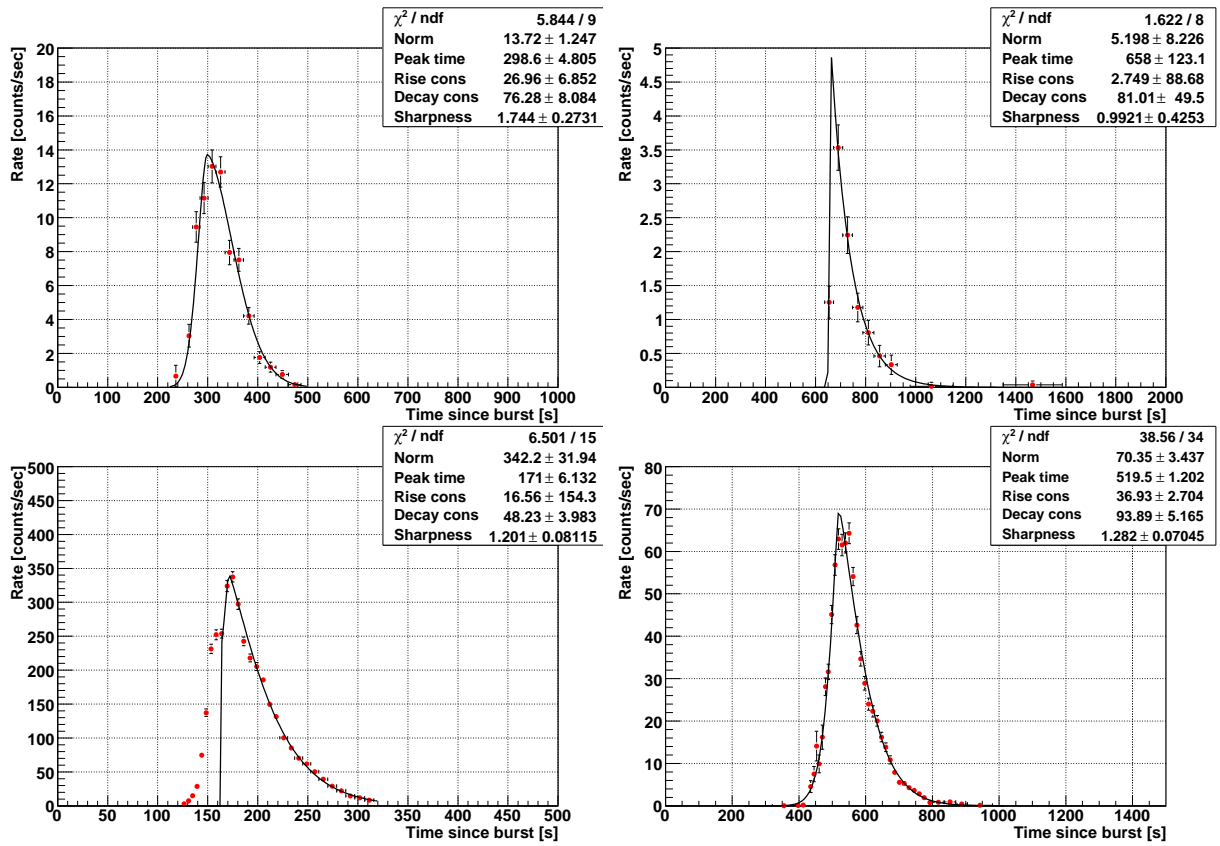 χ² / ndf 5.844 / 9
Norm 13.72 ± 1.247
Peak time 298.6 ± 4.805
Rise cons 26.96 ± 6.852
Decay cons 76.28 ± 8.084
Sharpness 1.744 ± 0.2731
Rate [counts/sec]
20
18
16
14
12
10
8
6
4
2
0
0 100 200 300 400 500 600 700 800 900 1000
Time since burst [s]
χ² / ndf 1.622 / 8
Norm 5.198 ± 8.226
Peak time 658 ± 123.1
Rise cons 2.749 ± 88.68
Decay cons 81.01 ± 49.5
Sharpness 0.9921 ± 0.4253
Rate [counts/sec]
5
4.5
4
3.5
3
2.5
2
1.5
1
0.5
0
0 200 400 600 800 1000 1200 1400 1600 1800 2000
Time since burst [s]
χ² / ndf 6.501 / 15
Norm 342.2 ± 31.94
Peak time 171 ± 6.132
Rise cons 16.56 ± 154.3
Decay cons 48.23 ± 3.983
Sharpness 1.201 ± 0.08115
Rate [counts/sec]
500
450
400
350
300
250
200
150
100
50
0
0 50 100 150 200 250 300 350 400 450 500
Time since burst [s]
χ² / ndf 38.56 / 34
Norm 70.35 ± 3.437
Peak time 519.5 ± 1.202
Rise cons 36.93 ± 2.704
Decay cons 93.89 ± 5.165
Sharpness 1.282 ± 0.07045
Rate [counts/sec]
80
70
60
50
40
30
20
10
0
0 200 400 600 800 1000 1200 1400
Time since burst [s]